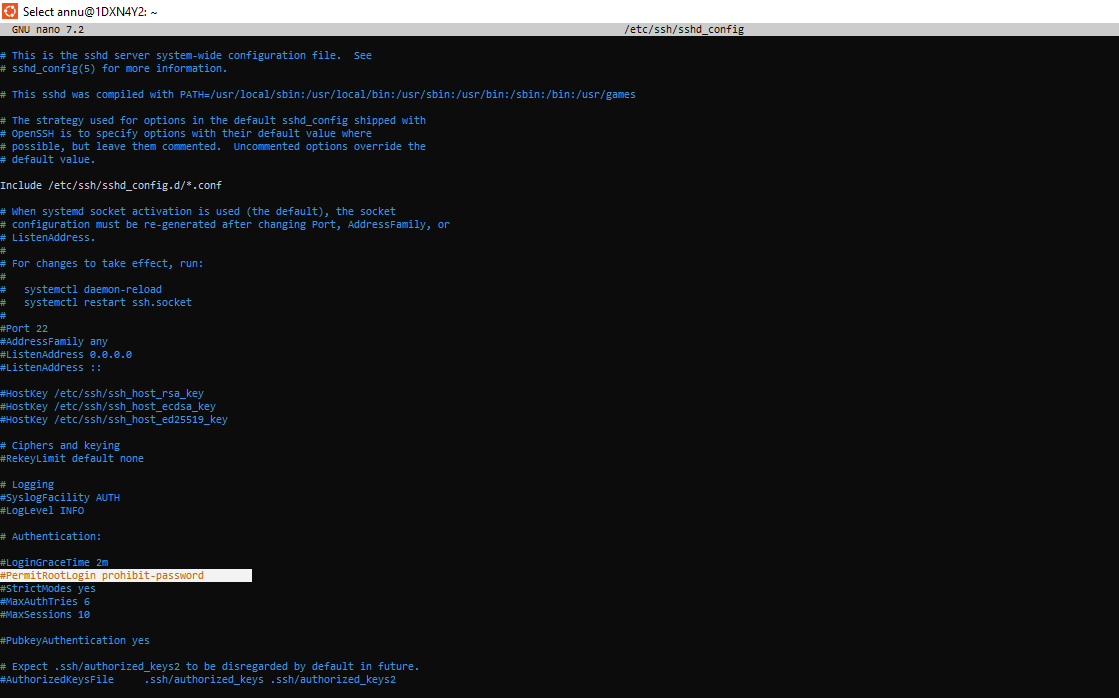 Select annu@1DXN4Y2: ~
GNU nano 7.2 /etc/ssh/sshd_config
# This is the sshd server system-wide configuration file.  See
# sshd_config(5) for more information.
# This sshd was compiled with PATH=/usr/local/sbin:/usr/local/bin:/usr/sbin:/usr/bin:/sbin:/bin:/usr/games
# The strategy used for options in the default sshd_config shipped with
# OpenSSH is to specify options with their default value where
# possible, but leave them commented.  Uncommented options override the
# default value.
Include /etc/ssh/sshd_config.d/*.conf
# When systemd socket activation is used (the default), the socket
# configuration must be re-generated after changing Port, AddressFamily, or
# ListenAddress.
#
# For changes to take effect, run:
#
#   systemctl daemon-reload
#   systemctl restart ssh.socket
#
#Port 22
#AddressFamily any
#ListenAddress 0.0.0.0
#ListenAddress ::
#HostKey /etc/ssh/ssh_host_rsa_key
#HostKey /etc/ssh/ssh_host_ecdsa_key
#HostKey /etc/ssh/ssh_host_ed25519_key
# Ciphers and keying
#RekeyLimit default none
# Logging
#SyslogFacility AUTH
#LogLevel INFO
# Authentication:
#LoginGraceTime 2m
#PermitRootLogin prohibit-password
#StrictModes yes
#MaxAuthTries 6
#MaxSessions 10
#PubkeyAuthentication yes
# Expect .ssh/authorized_keys2 to be disregarded by default in future.
#AuthorizedKeysFile     .ssh/authorized_keys .ssh/authorized_keys2